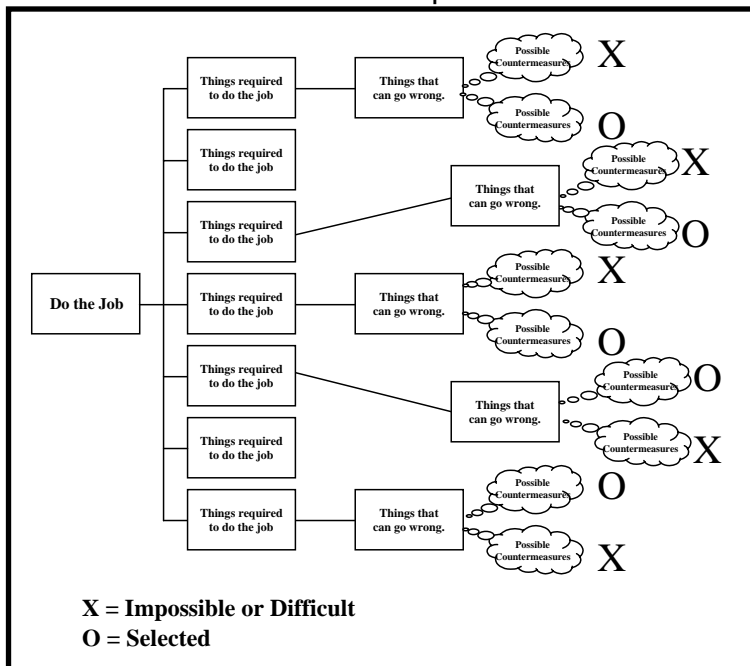 Possible
Countermeasures
X
Things required
to do the job
Things that
can go wrong.
Possible
Countermeasures
O
Things required
to do the job
Possible
Countermeasures
X
Things required
to do the job
Things that
can go wrong.
Possible
Countermeasures
O
Do the Job
Things required
to do the job
Things that
can go wrong.
Possible
Countermeasures
X
Possible
Countermeasures
O
Things required
to do the job
Things that
can go wrong.
Possible
Countermeasures
O
Possible
Countermeasures
X
Things required
to do the job
Things required
to do the job
Things that
can go wrong.
Possible
Countermeasures
O
Possible
Countermeasures
X
X = Impossible or Difficult
O = Selected